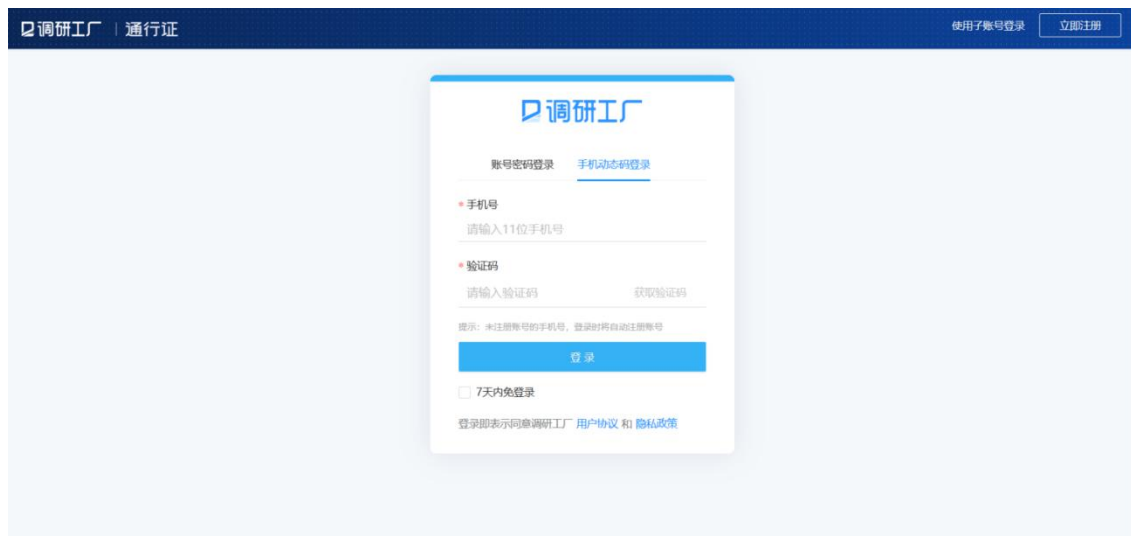 调研工厂 | 通行证 使用子账号登录 立即注册
调研工厂
账号密码登录 手机动态码登录
* 手机号
请输入11位手机号
* 验证码
请输入验证码 获取验证码
提示：未注册账号的手机号，登录时将自动注册账号
登录
7天内免登录
登录即表示同意调研工厂 用户协议 和 隐私政策